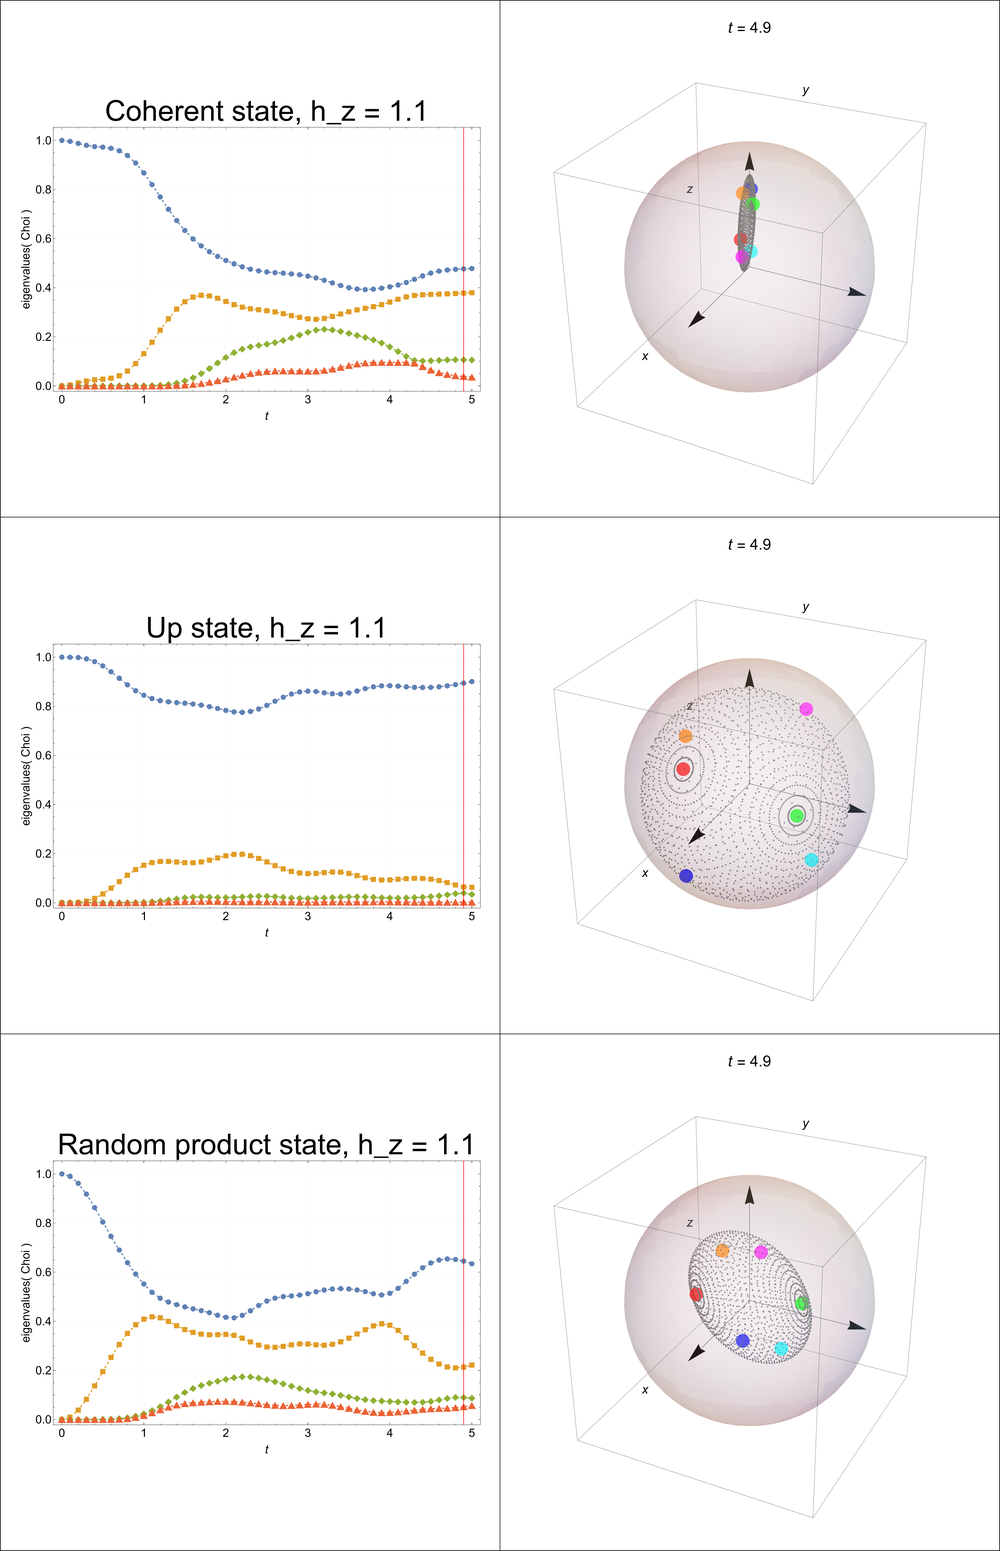 t = 4.9
Coherent state, h_z = 1.1
eigenvalues( Choi )
1.0
0.8
0.6
0.4
0.2
0.0
0 1 2 3 4 5
t
y
z
x
t = 4.9
Up state, h_z = 1.1
eigenvalues( Choi )
1.0
0.8
0.6
0.4
0.2
0.0
0 1 2 3 4 5
t
y
z
x
t = 4.9
Random product state, h_z = 1.1
eigenvalues( Choi )
1.0
0.8
0.6
0.4
0.2
0.0
0 1 2 3 4 5
t
y
z
x